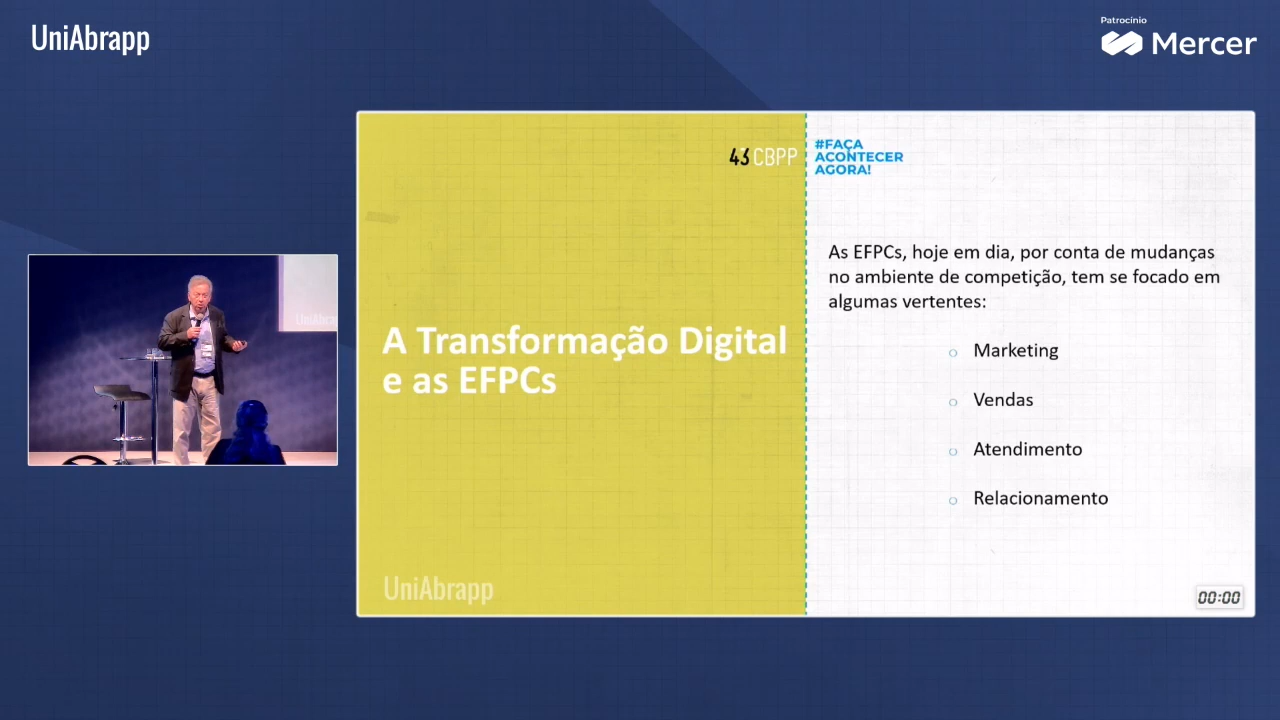 UniAbrapp
Patrocínio
Mercer
43 CBPP
#FAÇA
ACONTECER
AGORA!
A Transformação Digital
e as EFPCs
UniAbrapp
As EFPCs, hoje em dia, por conta de mudanças
no ambiente de competição, tem se focado em
algumas vertentes:
Marketing
Vendas
Atendimento
Relacionamento
00:00